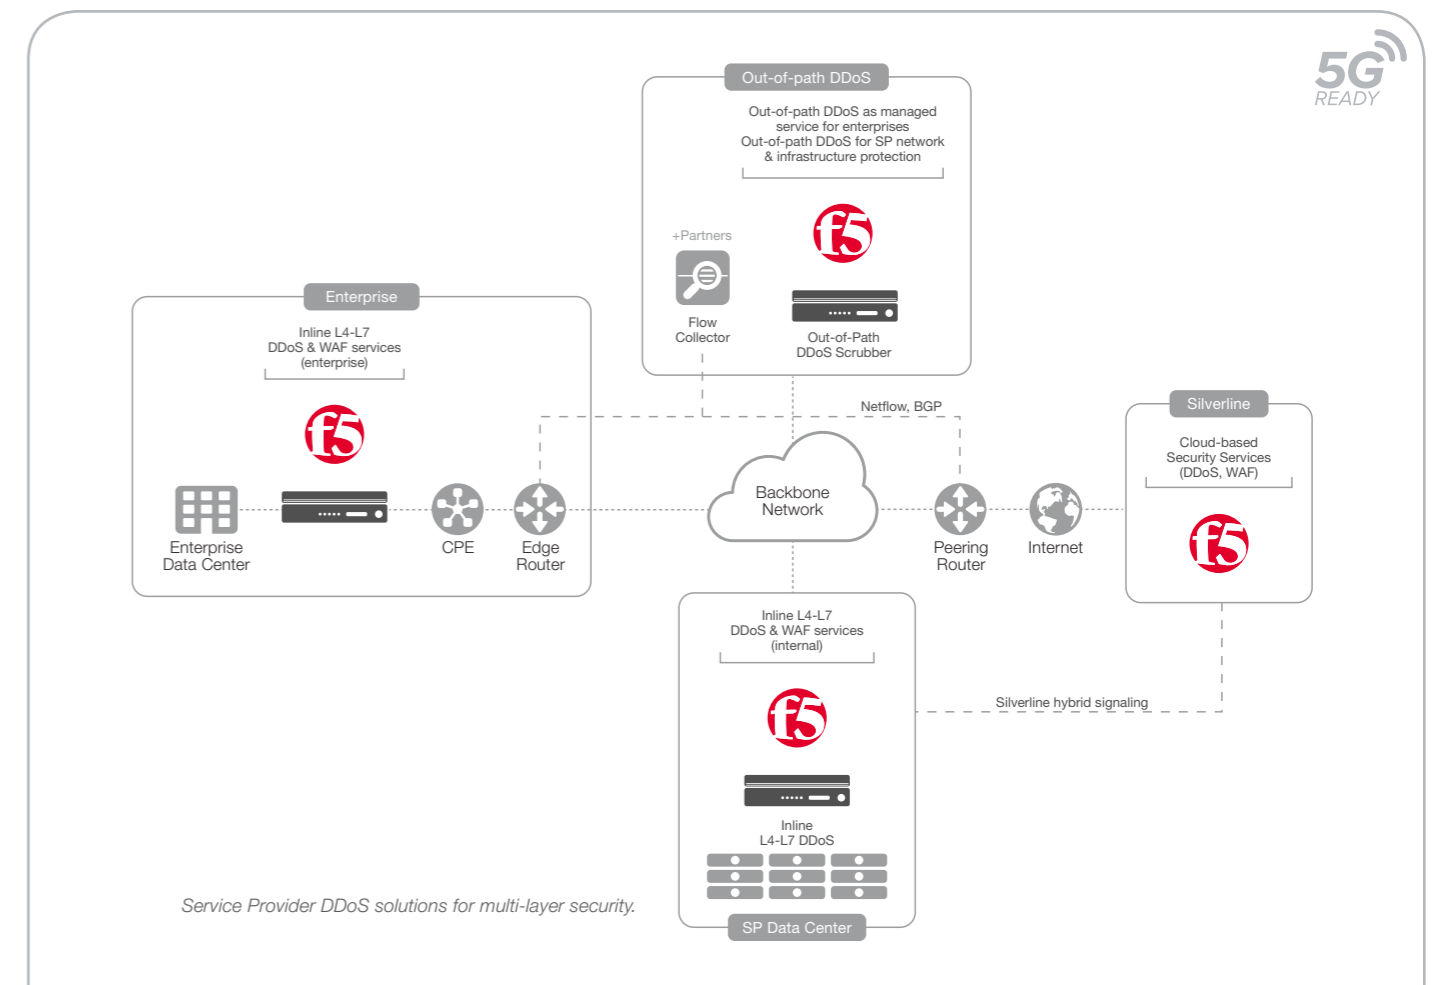 5G
READY
Out-of-path DDoS
Out-of-path DDoS as managed
service for enterprises
Out-of-path DDoS for SP network
& infrastructure protection
f5
+Partners
Flow
Collector
Out-of-Path
DDoS Scrubber
Enterprise
Inline L4-L7
DDoS & WAF services
(enterprise)
f5
Enterprise
Data Center
CPE
Edge
Router
Netflow, BGP
Backbone
Network
Peering
Router
Internet
Silverline
Cloud-based
Security Services
(DDoS, WAF)
f5
Inline L4-L7
DDoS & WAF services
(internal)
f5
Inline
L4-L7 DDoS
SP Data Center
Silverline hybrid signaling
Service Provider DDoS solutions for multi-layer security.